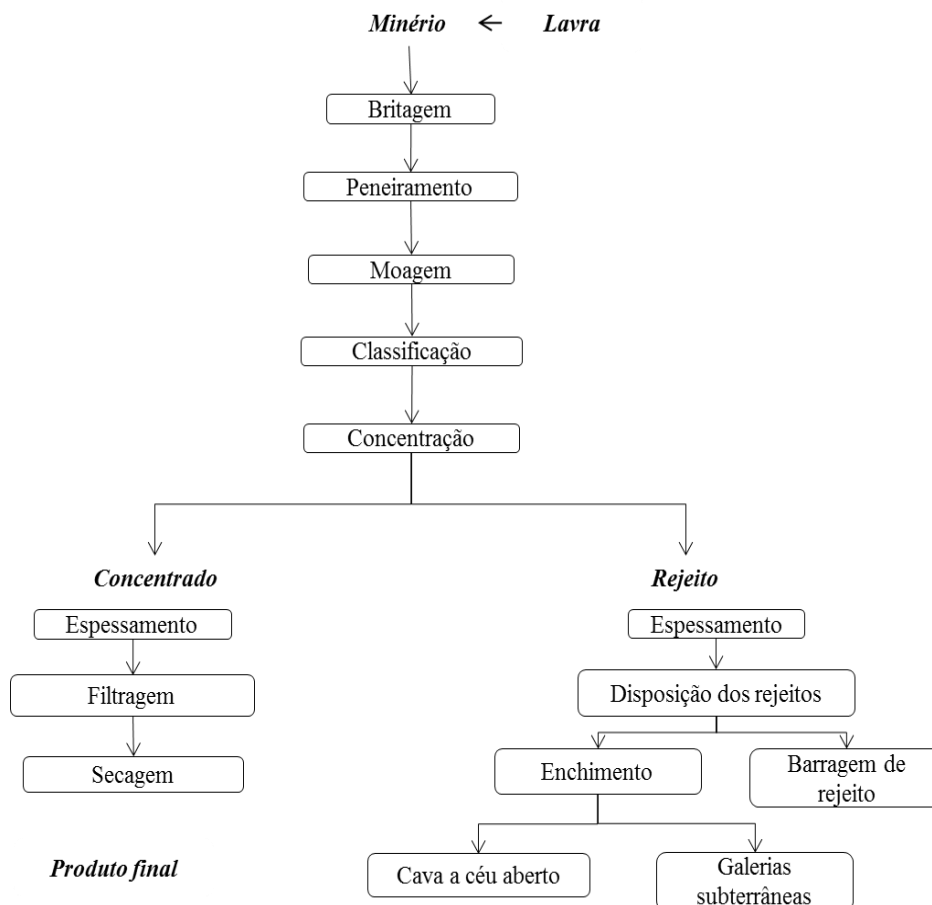 Minério ← Lavra
Britagem
Peneiramento
Moagem
Classificação
Concentração
Concentrado
Rejeito
Espessamento
Espessamento
Filtragem
Disposição dos rejeitos
Secagem
Enchimento
Barragem de
rejeito
Produto final
Cava a céu aberto
Galerias
subterrâneas